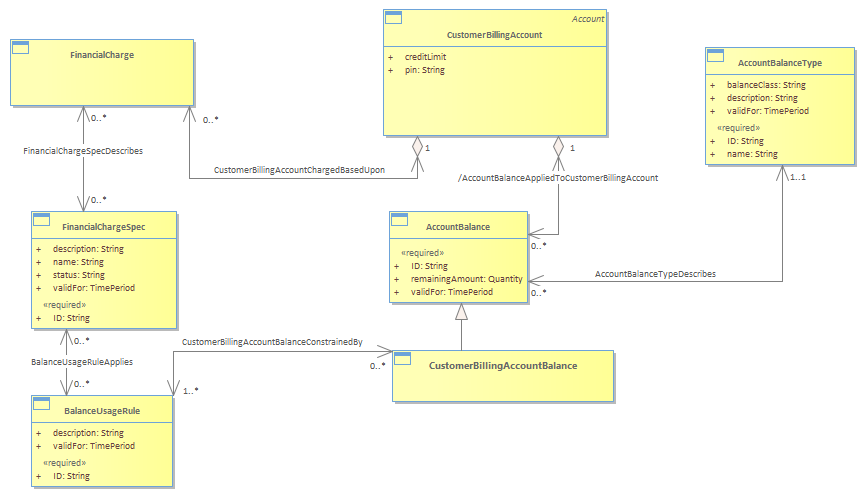 Account
CustomerBillingAccount
+ creditLimit
+ pin: String
FinancialCharge
AccountBalanceType
+ balanceClass: String
+ description: String
+ validFor: TimePeriod
«required»
+ ID: String
+ name: String
0..*
0..*
1
1
FinancialChargeSpecDescribes
CustomerBillingAccountChargedBasedUpon
/AccountBalanceAppliedToCustomerBillingAccount
1..1
0..*
FinancialChargeSpec
+ description: String
+ name: String
+ status: String
+ validFor: TimePeriod
«required»
+ ID: String
AccountBalance
«required»
+ ID: String
+ remainingAmount: Quantity
+ validFor: TimePeriod
0..*
AccountBalanceTypeDescribes
0..*
0..*
BalanceUsageRuleApplies
0..*
CustomerBillingAccountBalanceConstrainedBy
0..*
1..*
CustomerBillingAccountBalance
BalanceUsageRule
+ description: String
+ validFor: TimePeriod
«required»
+ ID: String